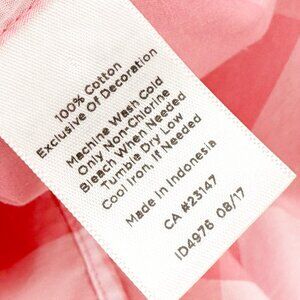 100% Cotton
Exclusive Of Decoration
Machine Wash Cold
Only Non-Chlorine
Bleach When Needed
Tumble Dry Low
Cool Iron, If Needed
Made in Indonesia
CA #23147
ID4976 08/17